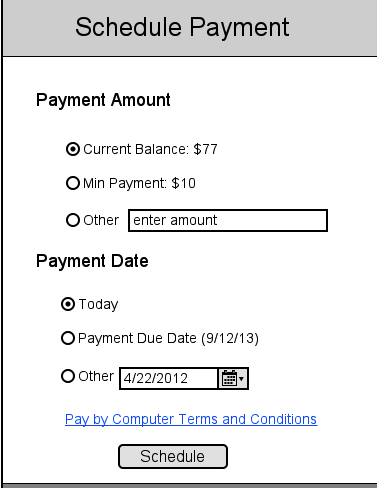 Schedule Payment
Payment Amount
Current Balance: $77
Min Payment: $10
Other enter amount
Payment Date
Today
Payment Due Date (9/12/13)
Other 4/22/2012
Pay by Computer Terms and Conditions
Schedule